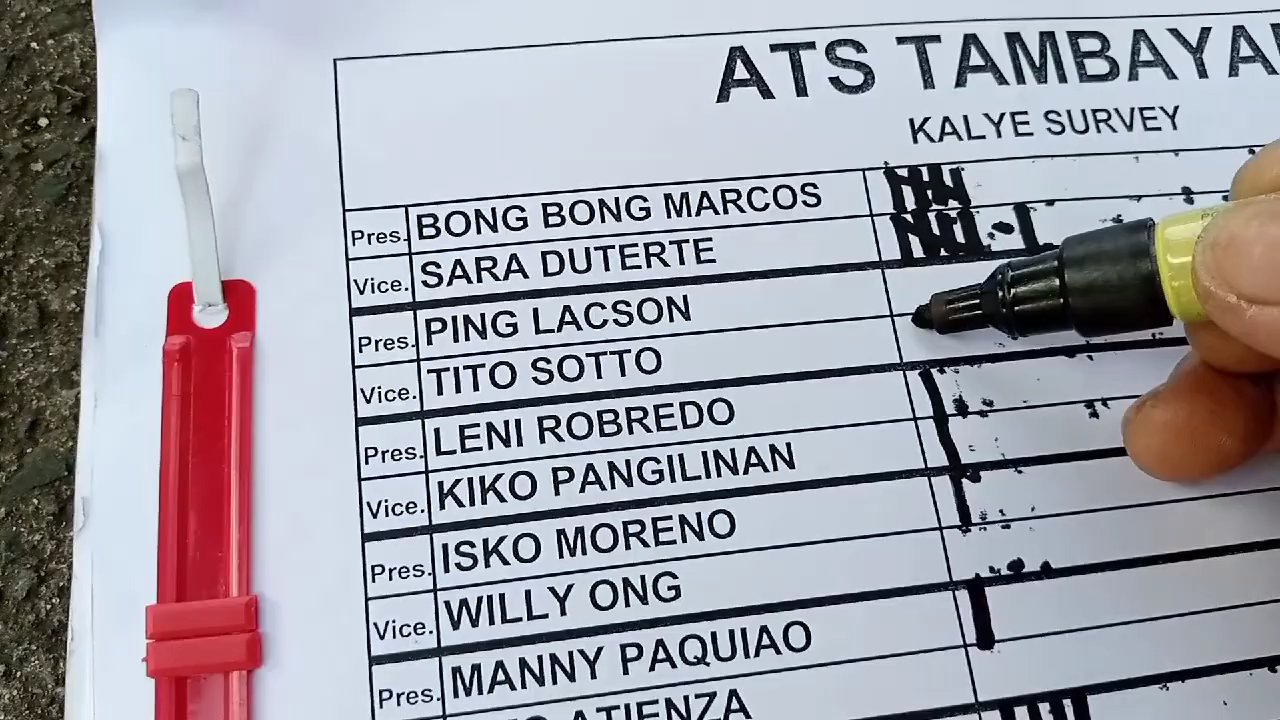 ATS TAMBAYA
KALYE SURVEY
Pres. BONG BONG MARCOS
Vice. SARA DUTERTE
Pres. PING LACSON
Vice. TITO SOTTO
Pres. LENI ROBREDO
Vice. KIKO PANGILINAN
Pres. ISKO MORENO
Vice. WILLY ONG
Pres. MANNY PAQUIAO
ATIENZA